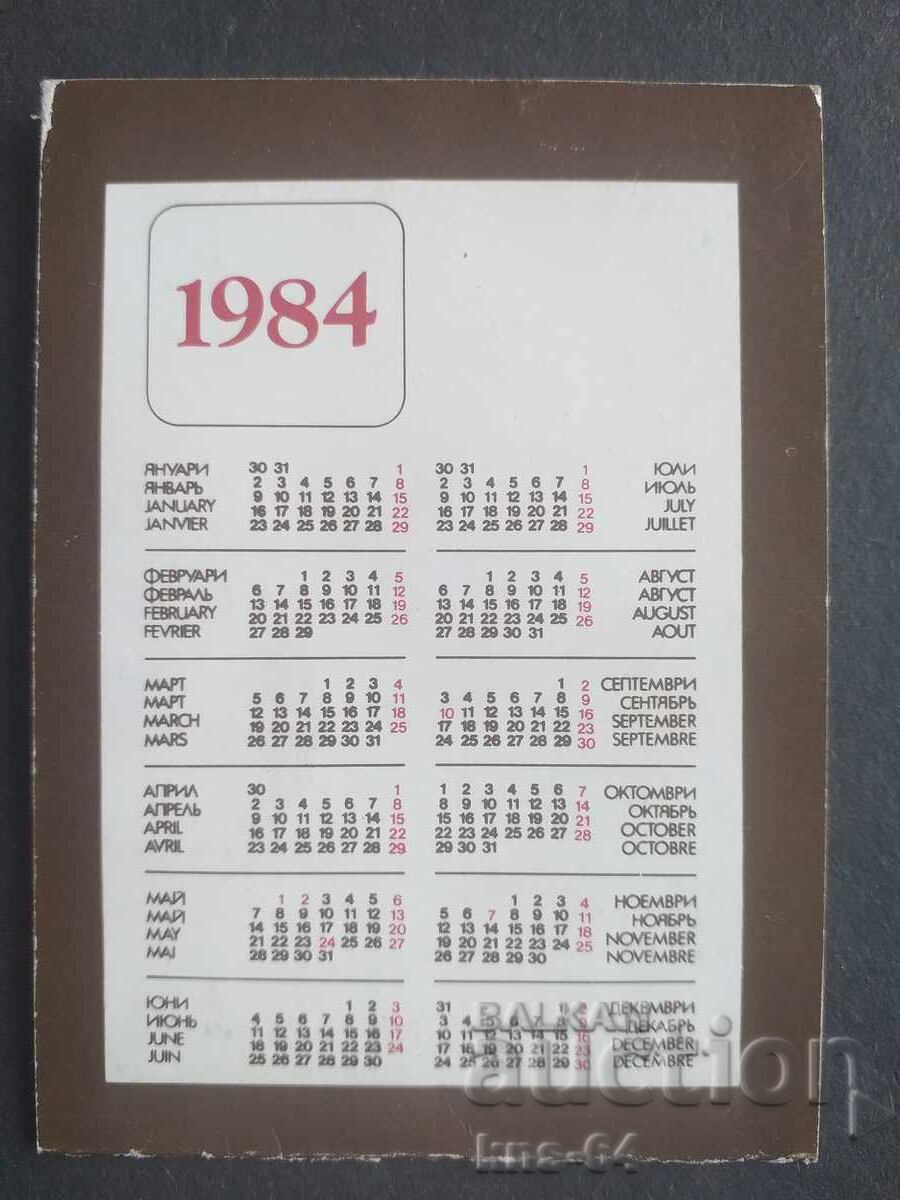 1984
ЯНУАРИ 30 31 1
ЯНВАРЬ 2 3 4 5 6 7 8
JANUARY 9 10 11 12 13 14 15
JANVIER 16 17 18 19 20 21 22
23 24 25 26 27 28 29
30 31 1 ЮЛИ
2 3 4 5 6 7 8 ИЮЛЬ
9 10 11 12 13 14 15 JULY
16 17 18 19 20 21 22 JUILLET
23 24 25 26 27 28 29
ФЕВРУАРИ 1 2 3 4 5
ФЕВРАЛЬ 6 7 8 9 10 11 12
FEBRUARY 13 14 15 16 17 18 19
FEVRIER 20 21 22 23 24 25 26
27 28 29
1 2 3 4 5 АВГУСТ
6 7 8 9 10 11 12 АВГУСТ
13 14 15 16 17 18 19 AUGUST
20 21 22 23 24 25 26 AOUT
27 28 29 30 31
МАРТ 1 2 3 4
МАРТ 5 6 7 8 9 10 11
MARCH 12 13 14 15 16 17 18
MARS 19 20 21 22 23 24 25
26 27 28 29 30 31
1 2 СЕПТЕМВРИ
3 4 5 6 7 8 9 СЕНТЯБРЬ
10 11 12 13 14 15 16 SEPTEMBER
17 18 19 20 21 22 23 SEPTEMBRE
24 25 26 27 28 29 30
АПРИЛ 30 1
АПРЕЛЬ 2 3 4 5 6 7 8
APRIL 9 10 11 12 13 14 15
AVRIL 16 17 18 19 20 21 22
23 24 25 26 27 28 29
1 2 3 4 5 6 7 ОКТОМВРИ
8 9 10 11 12 13 14 ОКТЯБРЬ
15 16 17 18 19 20 21 OCTOBER
22 23 24 25 26 27 28 OCTOBRE
29 30 31
МАЙ 1 2 3 4 5 6
МАЙ 7 8 9 10 11 12 13
MAY 14 15 16 17 18 19 20
MAI 21 22 23 24 25 26 27
28 29 30 31
1 2 3 4 НОЕМВРИ
5 6 7 8 9 10 11 НОЯБРЬ
12 13 14 15 16 17 18 NOVEMBER
19 20 21 22 23 24 25 NOVEMBRE
26 27 28 29 30
ЮНИ 1 2 3
ИЮНЬ 4 5 6 7 8 9 10
JUNE 11 12 13 14 15 16 17
JUIN 18 19 20 21 22 23 24
25 26 27 28 29 30
31 1 2 ДЕКЕМВРИ
3 4 5 6 7 8 9 ДЕКАБРЬ
10 11 12 13 14 15 16 DECEMBER
17 18 19 20 21 22 23 DECEMBRE
24 25 26 27 28 29 30
BALKAN
auction
kns-64